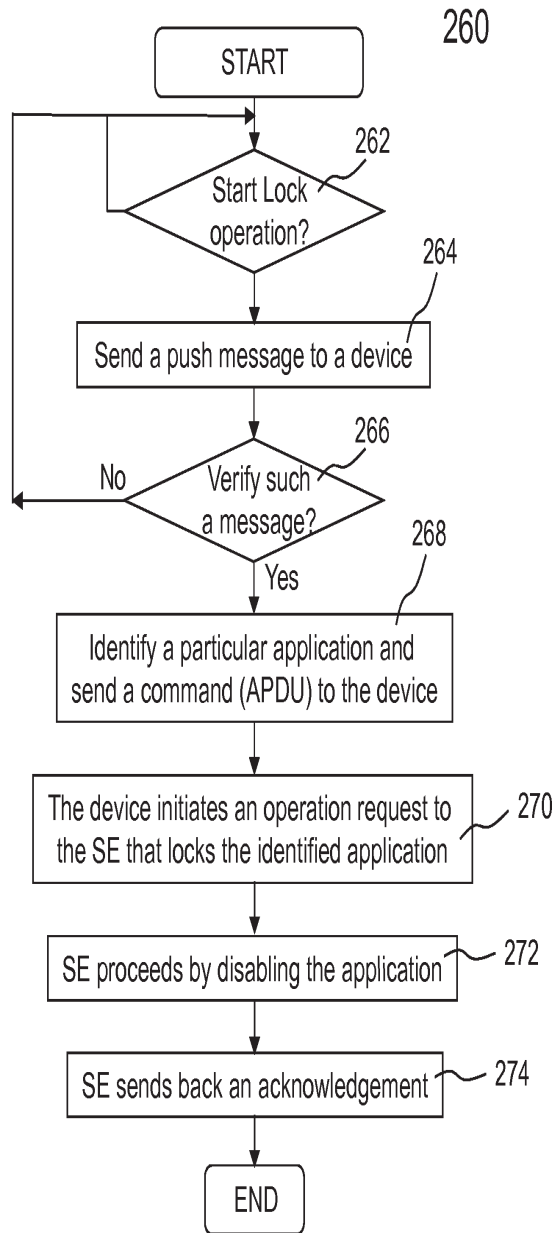 260
START
262
Start Lock
operation?
264
Send a push message to a device
266
No
Verify such
a message?
Yes
268
Identify a particular application and
send a command (APDU) to the device
The device initiates an operation request to
the SE that locks the identified application
270
SE proceeds by disabling the application
272
SE sends back an acknowledgement
274
END